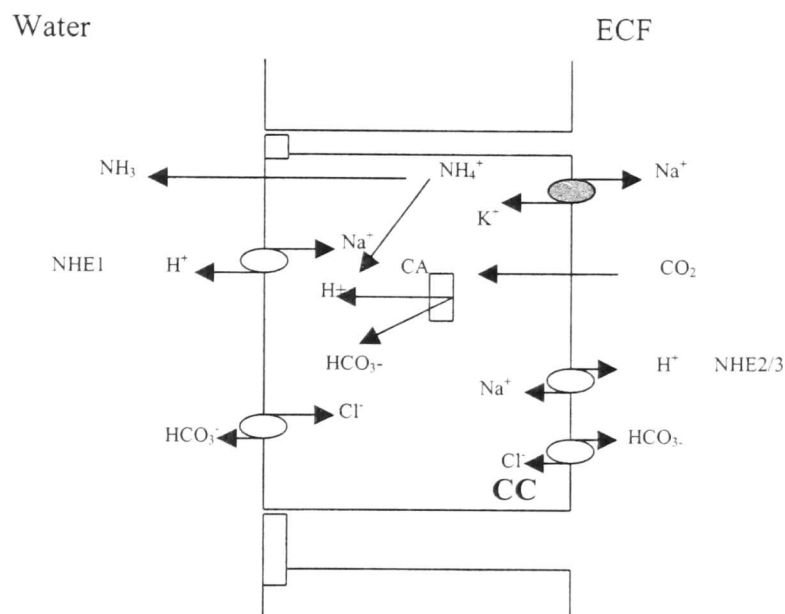 Water ECF
NH₃ NH₄⁺ Na⁺
K⁺
Na⁺
NHE1 H⁺ CA CO₂
H+
HCO₃-
H⁺ NHE2/3
Na⁺
Cl⁻
HCO₃⁻ HCO₃-
Cl⁻
CC